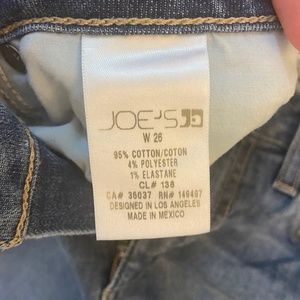 JOE'S
W 26
95% COTTON/COTON
4% POLYESTER
1% ELASTANE
CL# 138
CA# 36037 RN# 149497
DESIGNED IN LOS ANGELES
MADE IN MEXICO